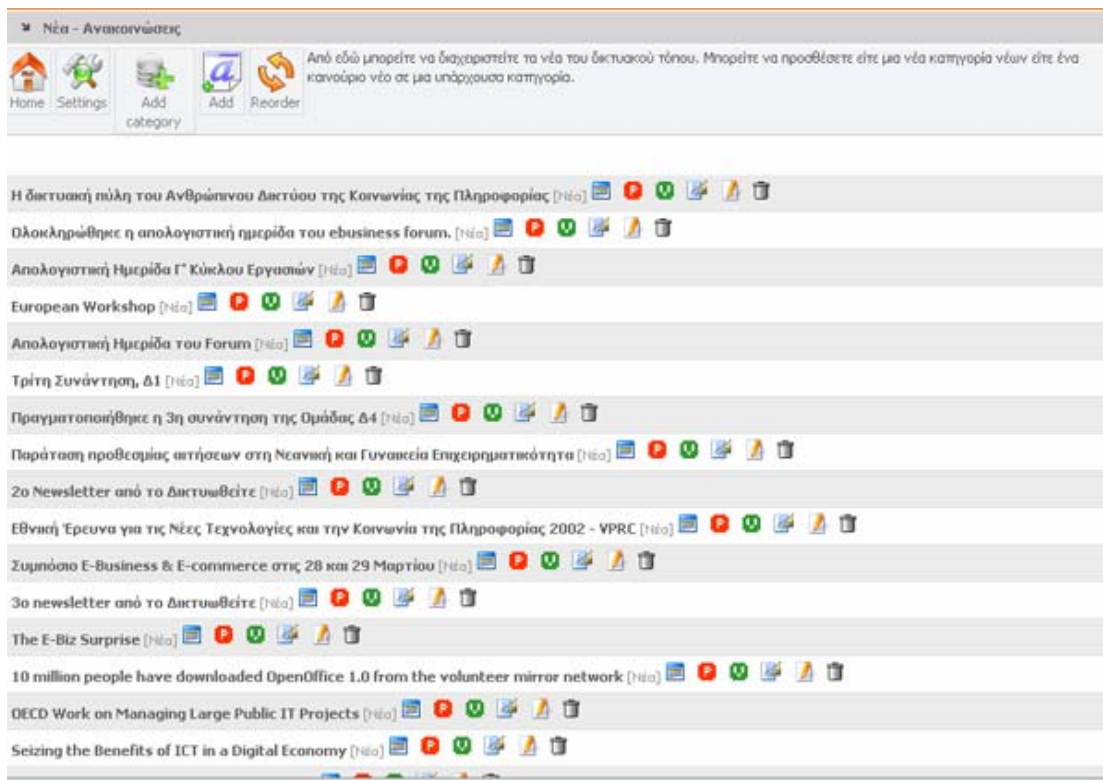 Νέα - Ανακοινώσεις
Από εδώ μπορείτε να διαχειριστείτε τα νέα του δικτυακού τόπου. Μπορείτε να προσθέσετε είτε μια νέα κατηγορία νέων είτε ένα
καινούριο νέο σε μια υπάρχουσα κατηγορία.
Home Settings Add category Add Reorder
Η δικτυακή πύλη του Ανθρώπινου Δικτύου της Κοινωνίας της Πληροφορίας [Νέα]
Ολοκληρώθηκε η απολογιστική ημερίδα του ebusiness forum. [Νέα]
Απολογιστική Ημερίδα Γ' Κύκλου Εργασιών [Νέα]
European Workshop [Νέα]
Απολογιστική Ημερίδα του Forum [Νέα]
Τρίτη Συνάντηση, Δ1 [Νέα]
Πραγματοποιήθηκε η 3η συνάντηση της Ομάδας Δ4 [Νέα]
Παράταση προθεσμίας αιτήσεων στη Νεανική και Γυναικεία Επιχειρηματικότητα [Νέα]
2ο Newsletter από το Δικτυωθείτε [Νέα]
Εθνική Έρευνα για τις Νέες Τεχνολογίες και την Κοινωνία της Πληροφορίας 2002 - VPRC [Νέα]
Συμπόσιο E-Business & E-commerce στις 28 και 29 Μαρτίου [Νέα]
3ο newsletter από το Δικτυωθείτε [Νέα]
The E-Biz Surprise [Νέα]
10 million people have downloaded OpenOffice 1.0 from the volunteer mirror network [Νέα]
OECD Work on Managing Large Public IT Projects [Νέα]
Seizing the Benefits of ICT in a Digital Economy [Νέα]